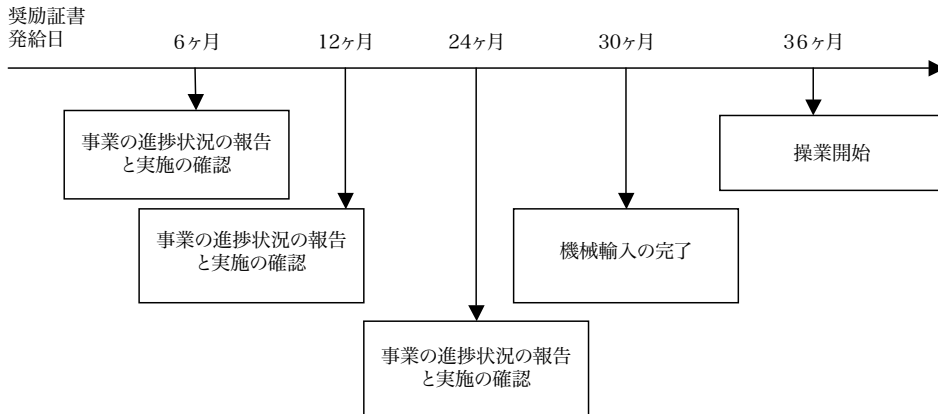 奨励証書
発給日
6ヶ月
12ヶ月
24ヶ月
30ヶ月
36ヶ月
事業の進捗状況の報告
と実施の確認
操業開始
事業の進捗状況の報告
と実施の確認
機械輸入の完了
事業の進捗状況の報告
と実施の確認